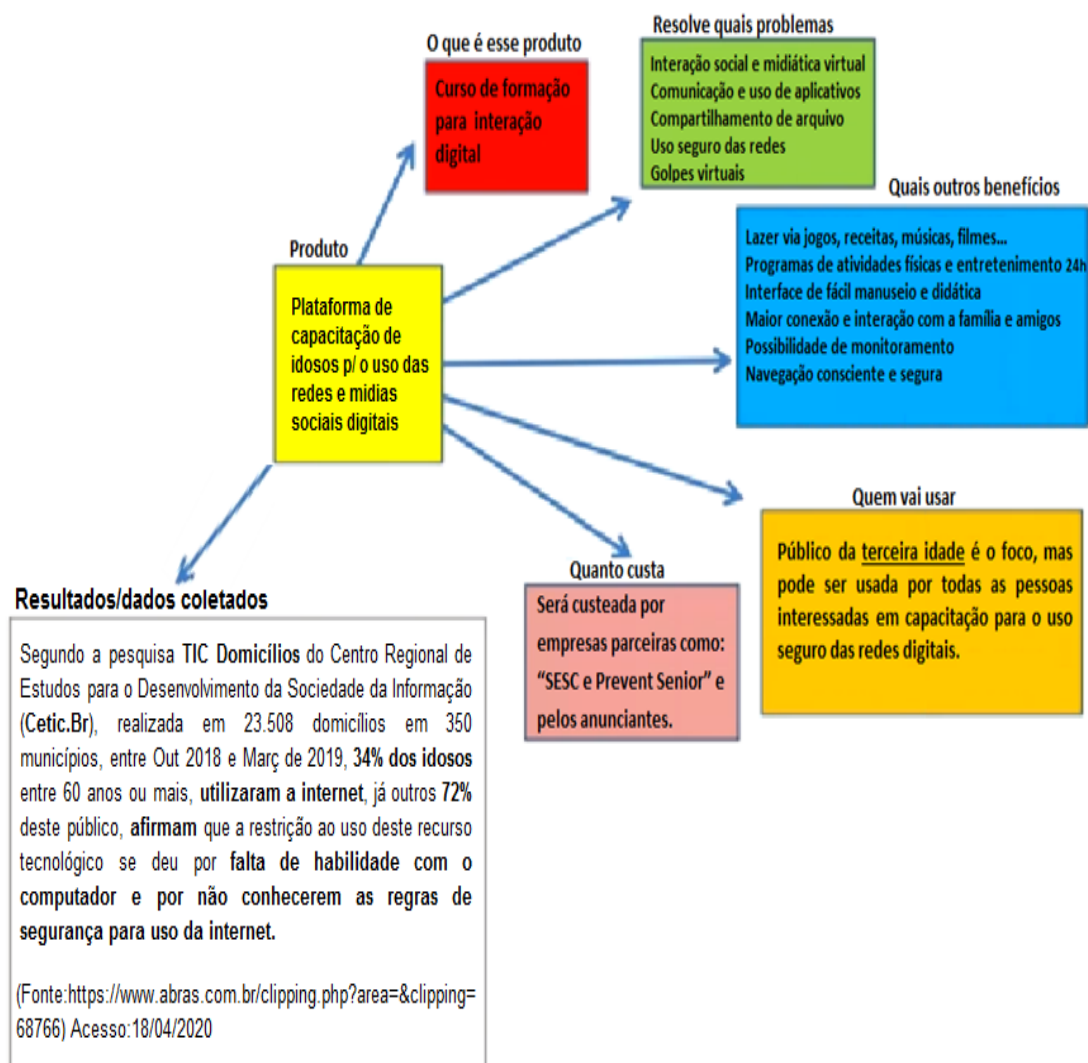 O que é esse produto
Curso de formação
para interação
digital
Resolve quais problemas
Interação social e midiática virtual
Comunicação e uso de aplicativos
Compartilhamento de arquivo
Uso seguro das redes
Golpes virtuais
Quais outros benefícios
Lazer via jogos, receitas, músicas, filmes...
Programas de atividades físicas e entretenimento 24h
Interface de fácil manuseio e didática
Maior conexão e interação com a família e amigos
Possibilidade de monitoramento
Navegação consciente e segura
Produto
Plataforma de
capacitação de
idosos p/ o uso das
redes e mídias
sociais digitais
Quem vai usar
Público da terceira idade é o foco, mas
pode ser usada por todas as pessoas
interessadas em capacitação para o uso
seguro das redes digitais.
Quanto custa
Será custeada por
empresas parceiras como:
“SESC e Prevent Senior” e
pelos anunciantes.
Resultados/dados coletados
Segundo a pesquisa TIC Domicílios do Centro Regional de
Estudos para o Desenvolvimento da Sociedade da Informação
(Cetic.Br), realizada em 23.508 domicílios em 350
municípios, entre Out 2018 e Març de 2019, 34% dos idosos
entre 60 anos ou mais, utilizaram a internet, já outros 72%
deste público, afirmam que a restrição ao uso deste recurso
tecnológico se deu por falta de habilidade com o
computador e por não conhecerem as regras de
segurança para uso da internet.
(Fonte:https://www.abras.com.br/clipping.php?area=&clipping=
68766) Acesso:18/04/2020